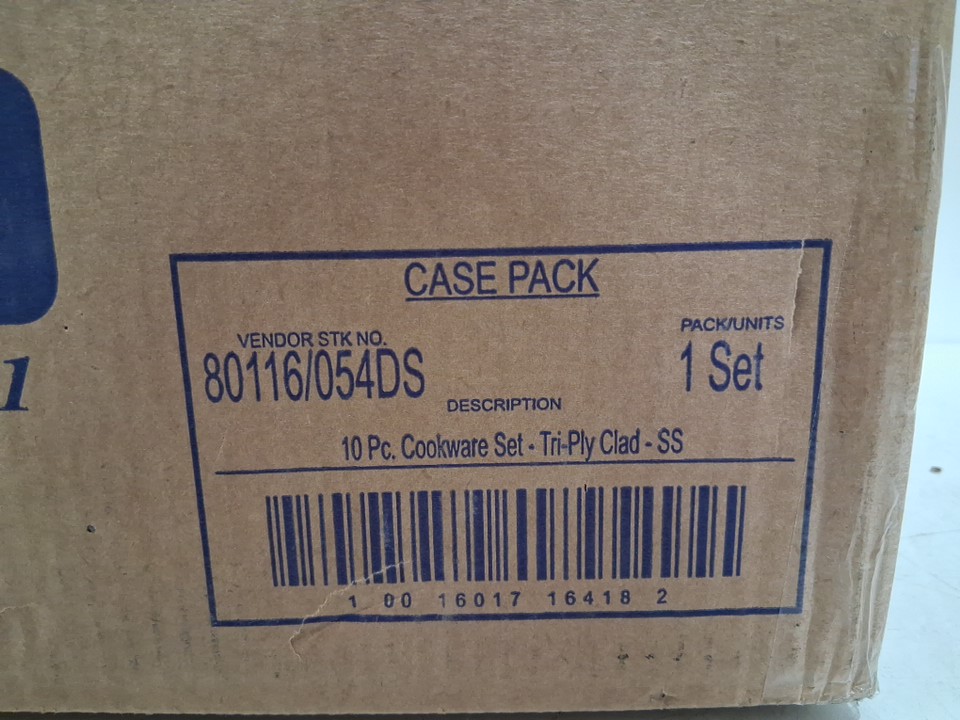 CASE PACK
VENDOR STK NO.
80116/054DS
PACK/UNITS
1 Set
DESCRIPTION
10 Pc. Cookware Set - Tri-Ply Clad - SS
1 00 16017 16418 2
1